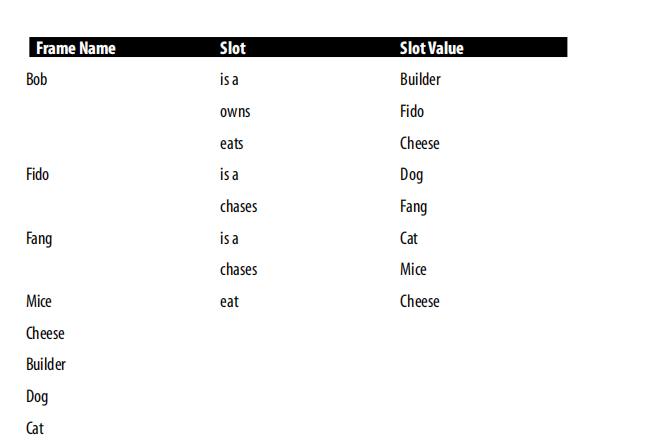 Frame Name Slot Slot Value
Bob is a Builder
owns Fido
eats Cheese
Fido is a Dog
chases Fang
Fang is a Cat
chases Mice
Mice eat Cheese
Cheese
Builder
Dog
Cat